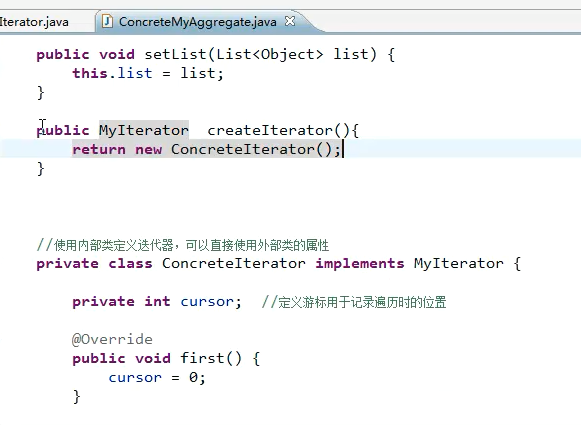 Iterator.java ConcreteMyAggregate.java
public void setList(List<Object> list) {
this.list = list;
}
public MyIterator createIterator(){
return new ConcreteIterator();
}
//使用内部类定义迭代器，可以直接使用外部类的属性
private class ConcreteIterator implements MyIterator {
private int cursor; //定义游标用于记录遍历时的位置
@Override
public void first() {
cursor = 0;
}